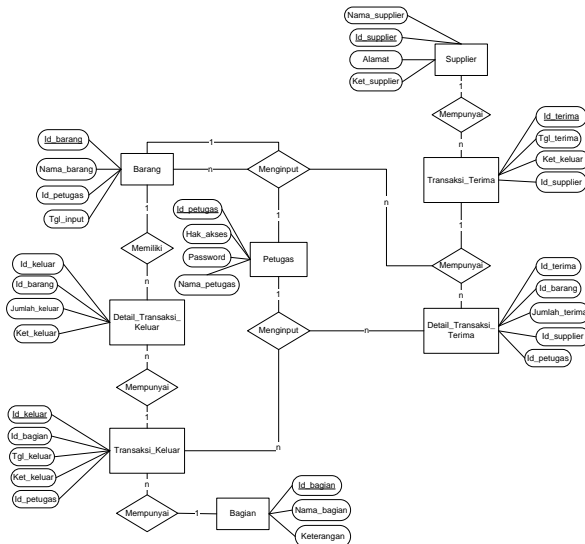 Nama_supplier
Id_supplier
Supplier
Alamat
Ket_supplier
1
Mempunyai
n
Id_terima
Tgl_terima
Ket_keluar
Id_supplier
Transaksi_Terima
1
Id_barang
Nama_barang
Id_petugas
Tgl_input
Barang
1
n
Menginput
n
1
Id_petugas
Hak_akses
Password
Nama_petugas
Petugas
1
Memiliki
n
1
Menginput
n
n
Mempunyai
n
Id_keluar
Id_barang
Jumlah_keluar
Ket_keluar
Detail_Transaksi_
Keluar
n
Mempunyai
1
Detail_Transaksi_
Terima
Id_terima
Id_barang
Jumlah_terima
Id_supplier
Id_petugas
Id_keluar
Id_bagian
Tgl_keluar
Ket_keluar
Id_petugas
Transaksi_Keluar
n
Mempunyai
1
Bagian
Id_bagian
Nama_bagian
Keterangan